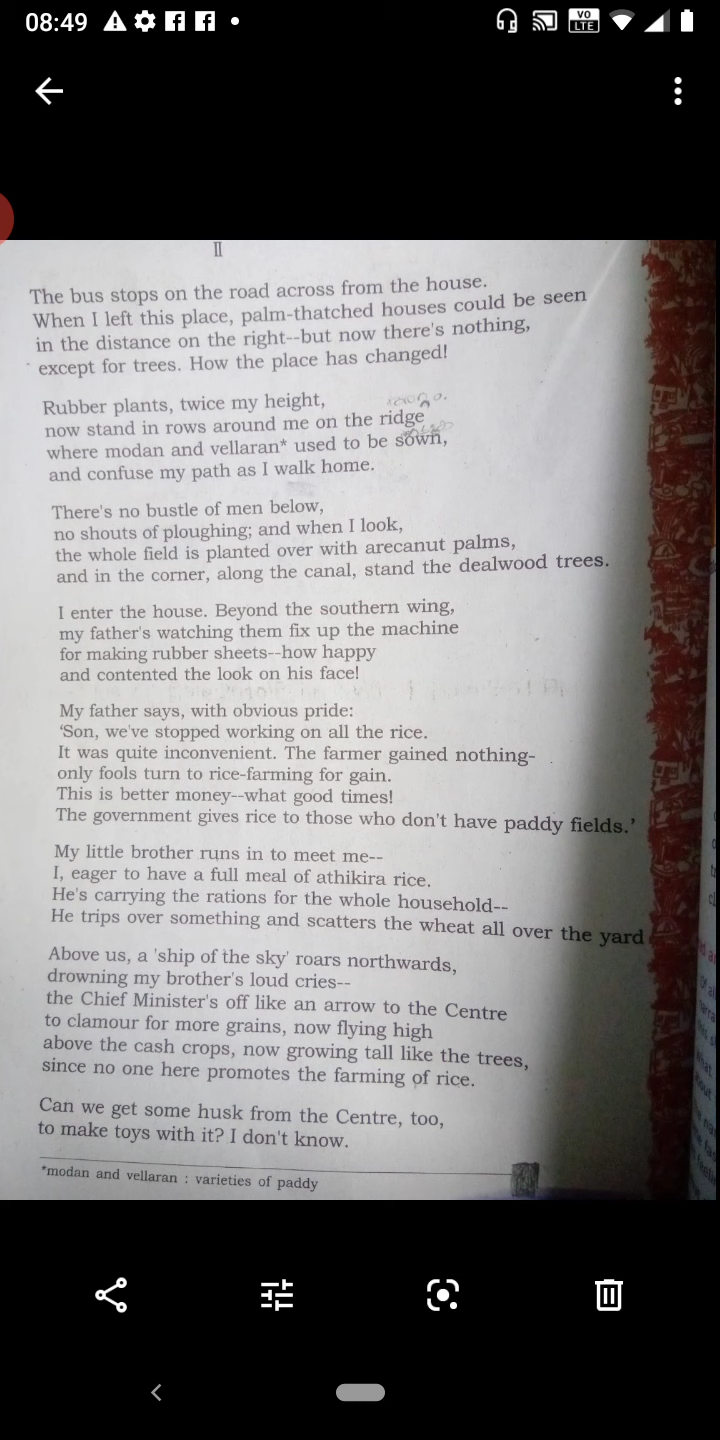 08:49
VO
LTE
II
The bus stops on the road across from the house.
When I left this place, palm-thatched houses could be seen
in the distance on the right--but now there's nothing,
except for trees. How the place has changed!
Rubber plants, twice my height,
now stand in rows around me on the ridge
where modan and vellaran* used to be sown,
and confuse my path as I walk home.
There's no bustle of men below,
no shouts of ploughing; and when I look,
the whole field is planted over with arecanut palms,
and in the corner, along the canal, stand the dealwood trees.
I enter the house. Beyond the southern wing,
my father's watching them fix up the machine
for making rubber sheets--how happy
and contented the look on his face!
My father says, with obvious pride:
‘Son, we've stopped working on all the rice.
It was quite inconvenient. The farmer gained nothing-
only fools turn to rice-farming for gain.
This is better money--what good times!
The government gives rice to those who don't have paddy fields.’
My little brother runs in to meet me--
I, eager to have a full meal of athikira rice.
He's carrying the rations for the whole household--
He trips over something and scatters the wheat all over the yard
Above us, a 'ship of the sky' roars northwards,
drowning my brother's loud cries--
the Chief Minister's off like an arrow to the Centre
to clamour for more grains, now flying high
above the cash crops, now growing tall like the trees,
since no one here promotes the farming of rice.
Can we get some husk from the Centre, too,
to make toys with it? I don't know.
*modan and vellaran : varieties of paddy